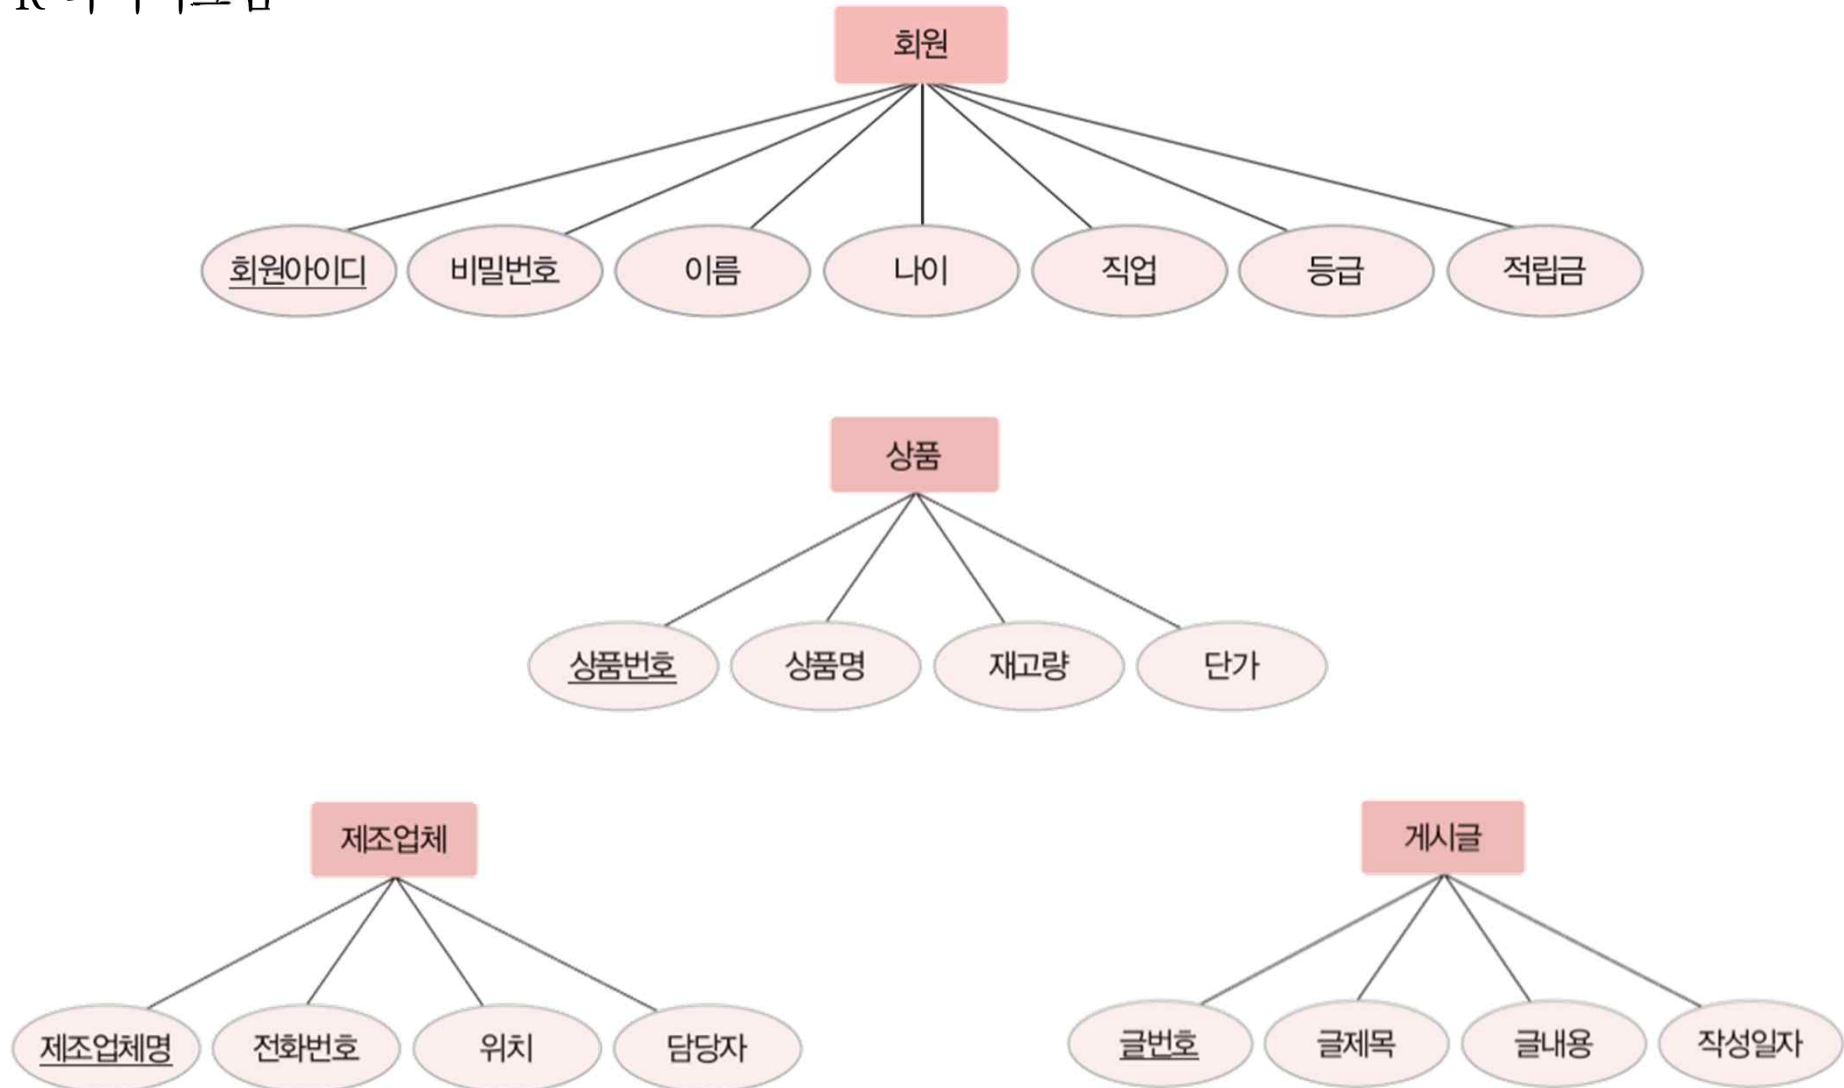 회원
회원아이디 비밀번호 이름 나이 직업 등급 적립금
상품
상품번호 상품명 재고량 단가
제조업체 게시글
제조업체명 전화번호 위치 담당자 글번호 글제목 글내용 작성일자